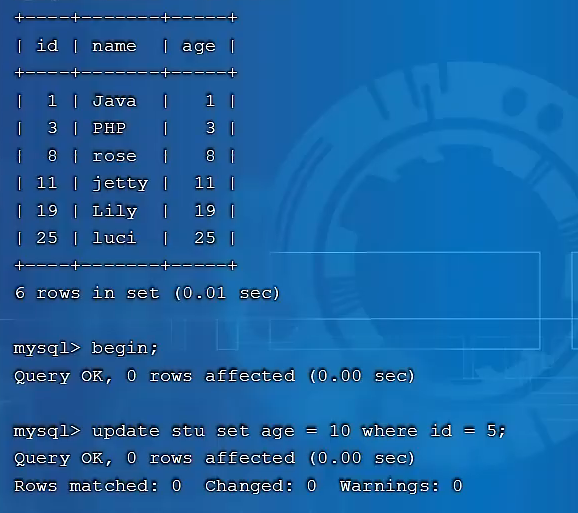 +----+-------+-----+
| id | name  | age |
+----+-------+-----+
|  1 | Java  |   1 |
|  3 | PHP   |   3 |
|  8 | rose  |   8 |
| 11 | jetty |  11 |
| 19 | Lily  |  19 |
| 25 | luci  |  25 |
+----+-------+-----+
6 rows in set (0.01 sec)
mysql> begin;
Query OK, 0 rows affected (0.00 sec)
mysql> update stu set age = 10 where id = 5;
Query OK, 0 rows affected (0.00 sec)
Rows matched: 0  Changed: 0  Warnings: 0